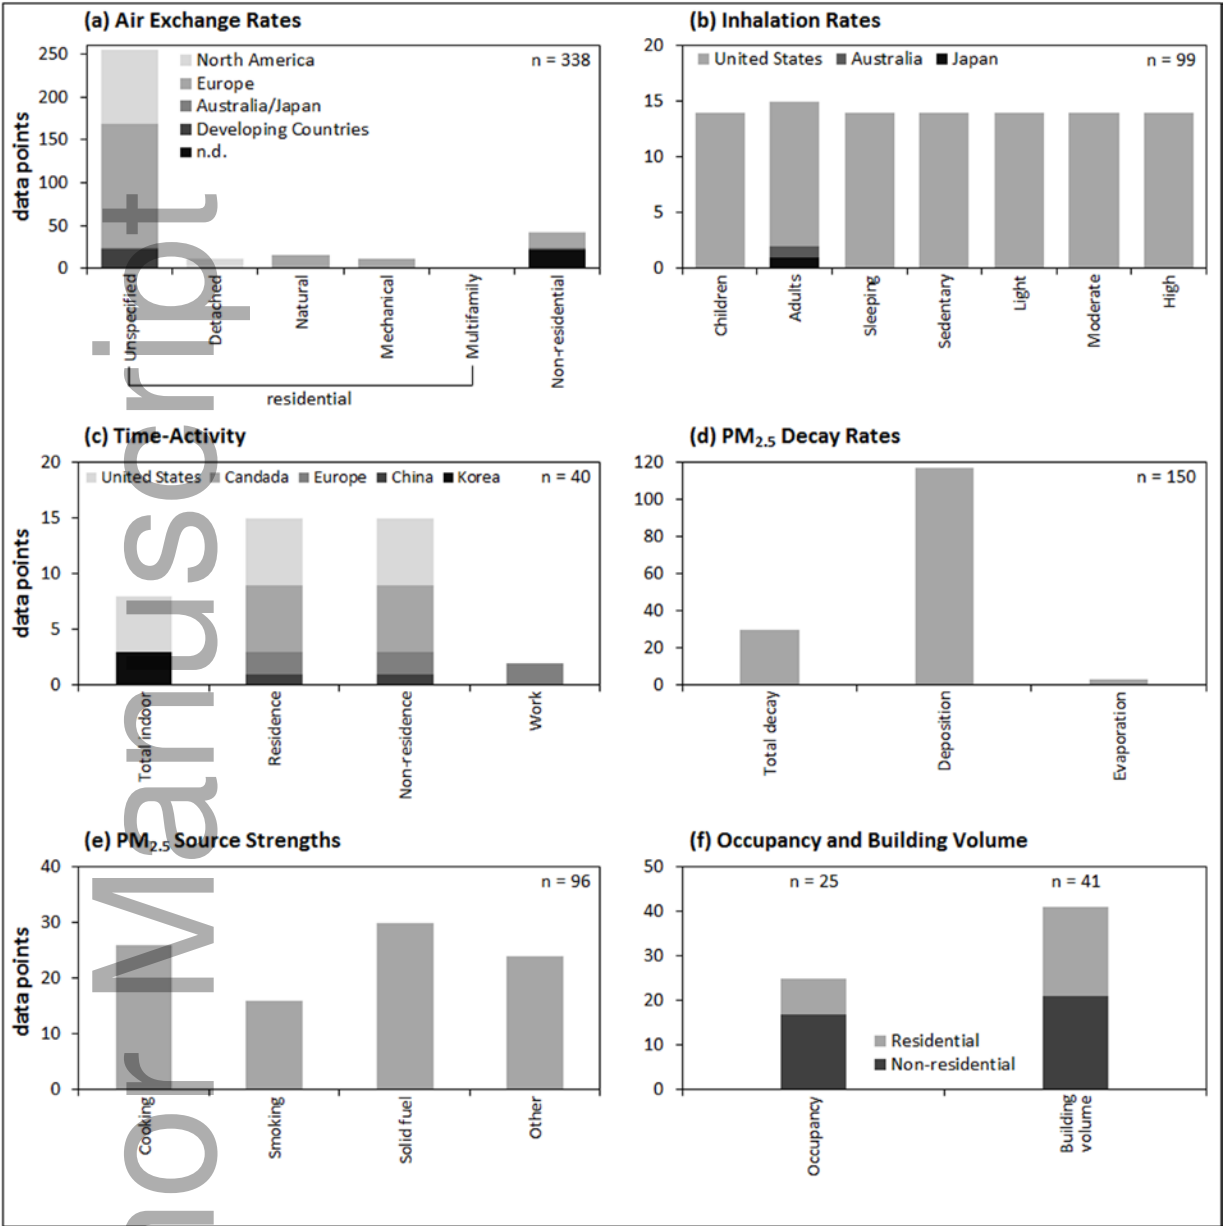 (a) Air Exchange Rates
250
200
150
100
50
0
data points
North America
Europe
Australia/Japan
Developing Countries
n.d.
n = 338
Unspecified
Detached
Natural
Mechanical
Multifamily
Non-residential
residential
(b) Inhalation Rates
20
15
10
5
0
United States Australia Japan
n = 99
Children
Adults
Sleeping
Sedentary
Light
Moderate
High
(c) Time-Activity
20
15
10
5
0
data points
United States Candada Europe China Korea
n = 40
Total indoor
Residence
Non-residence
Work
(d) PM2.5 Decay Rates
120
100
80
60
40
20
0
n = 150
Total decay
Deposition
Evaporation
(e) PM2.5 Source Strengths
40
30
20
10
0
data points
n = 96
Cooking
Smoking
Solid fuel
Other
(f) Occupancy and Building Volume
50
40
30
20
10
0
n = 25
n = 41
Residential
Non-residential
Occupancy
Building
volume
Manuscript